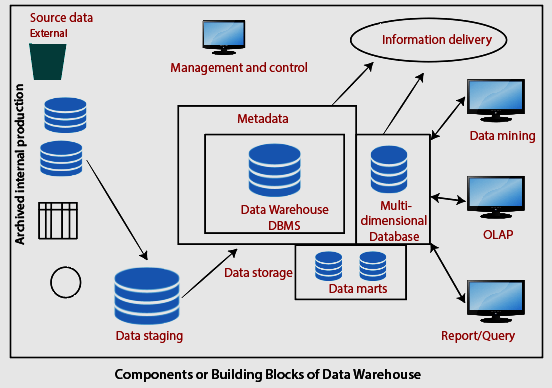 Source data
External
Archived internal production
Management and control
Information delivery
Metadata
Data Warehouse
DBMS
Multi-
dimensional
Database
Data mining
OLAP
Report/Query
Data storage
Data marts
Data staging
Components or Building Blocks of Data Warehouse